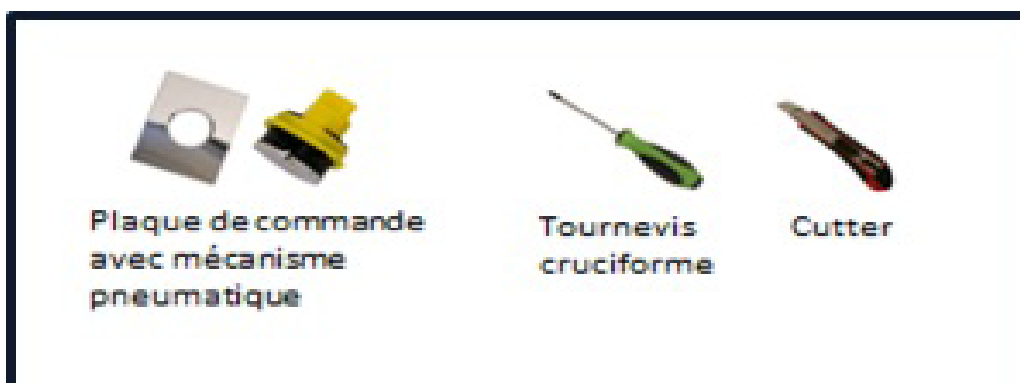 Plaque de commande
avec mécanisme
pneumatique
Tournevis
cruciforme
Cutter